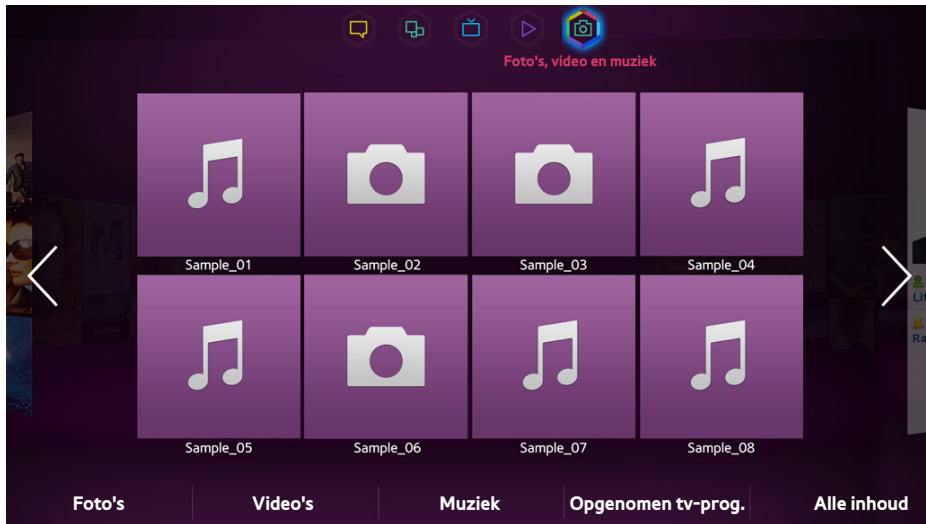 Foto's, video en muziek
Sample_01 Sample_02 Sample_03 Sample_04
Sample_05 Sample_06 Sample_07 Sample_08
Foto's Video's Muziek Opgenomen tv-prog. Alle inhoud